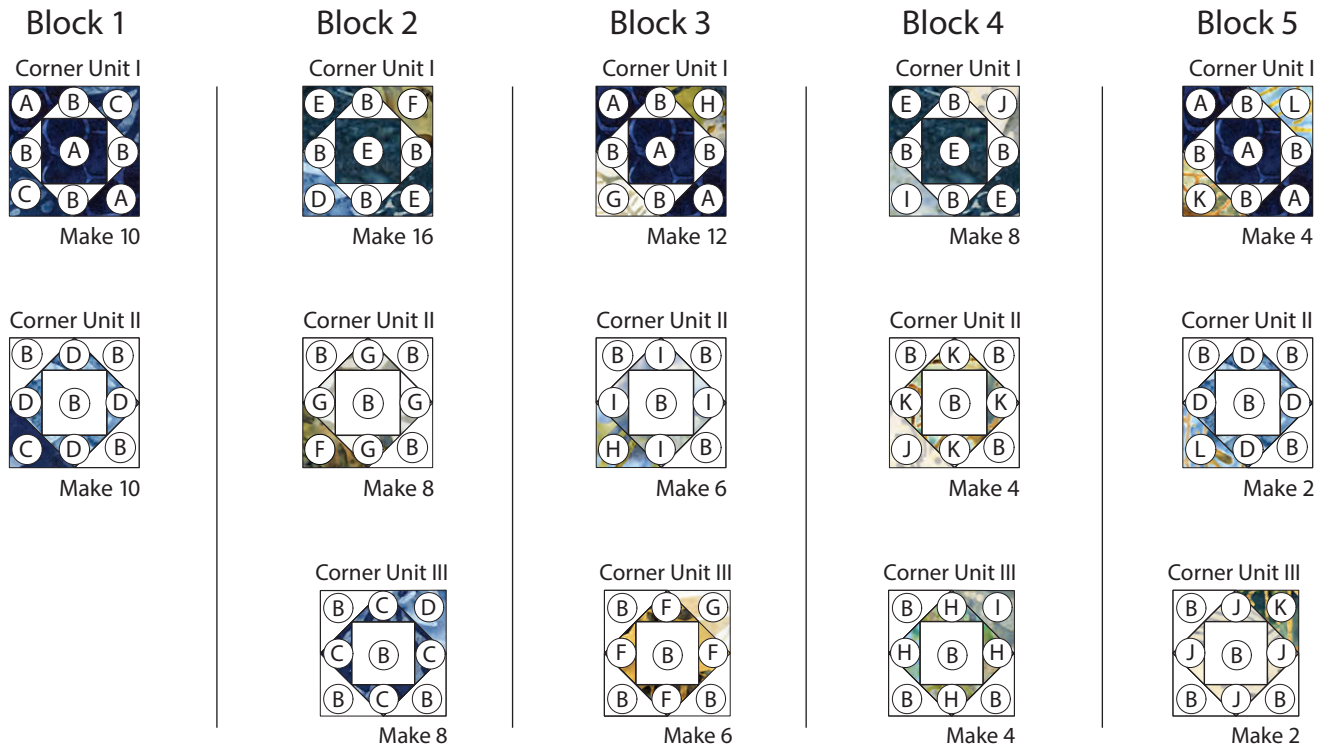 Block 1
Corner Unit I
A B C
B A B
C B A
Make 10
Corner Unit II
B D B
D B D
C D B
Make 10
Block 2
Corner Unit I
E B F
B E B
D B E
Make 16
Corner Unit II
B G B
G B G
F G B
Make 8
Corner Unit III
B C D
C B C
B C B
Make 8
Block 3
Corner Unit I
A B H
B A B
G B A
Make 12
Corner Unit II
B I B
I B I
H I B
Make 6
Corner Unit III
B F G
F B F
B F B
Make 6
Block 4
Corner Unit I
E B J
B E B
I B E
Make 8
Corner Unit II
B K B
K B K
J K B
Make 4
Corner Unit III
B H I
H B H
B H B
Make 4
Block 5
Corner Unit I
A B L
B A B
K B A
Make 4
Corner Unit II
B D B
D B D
L D B
Make 2
Corner Unit III
B J K
J B J
B J B
Make 2